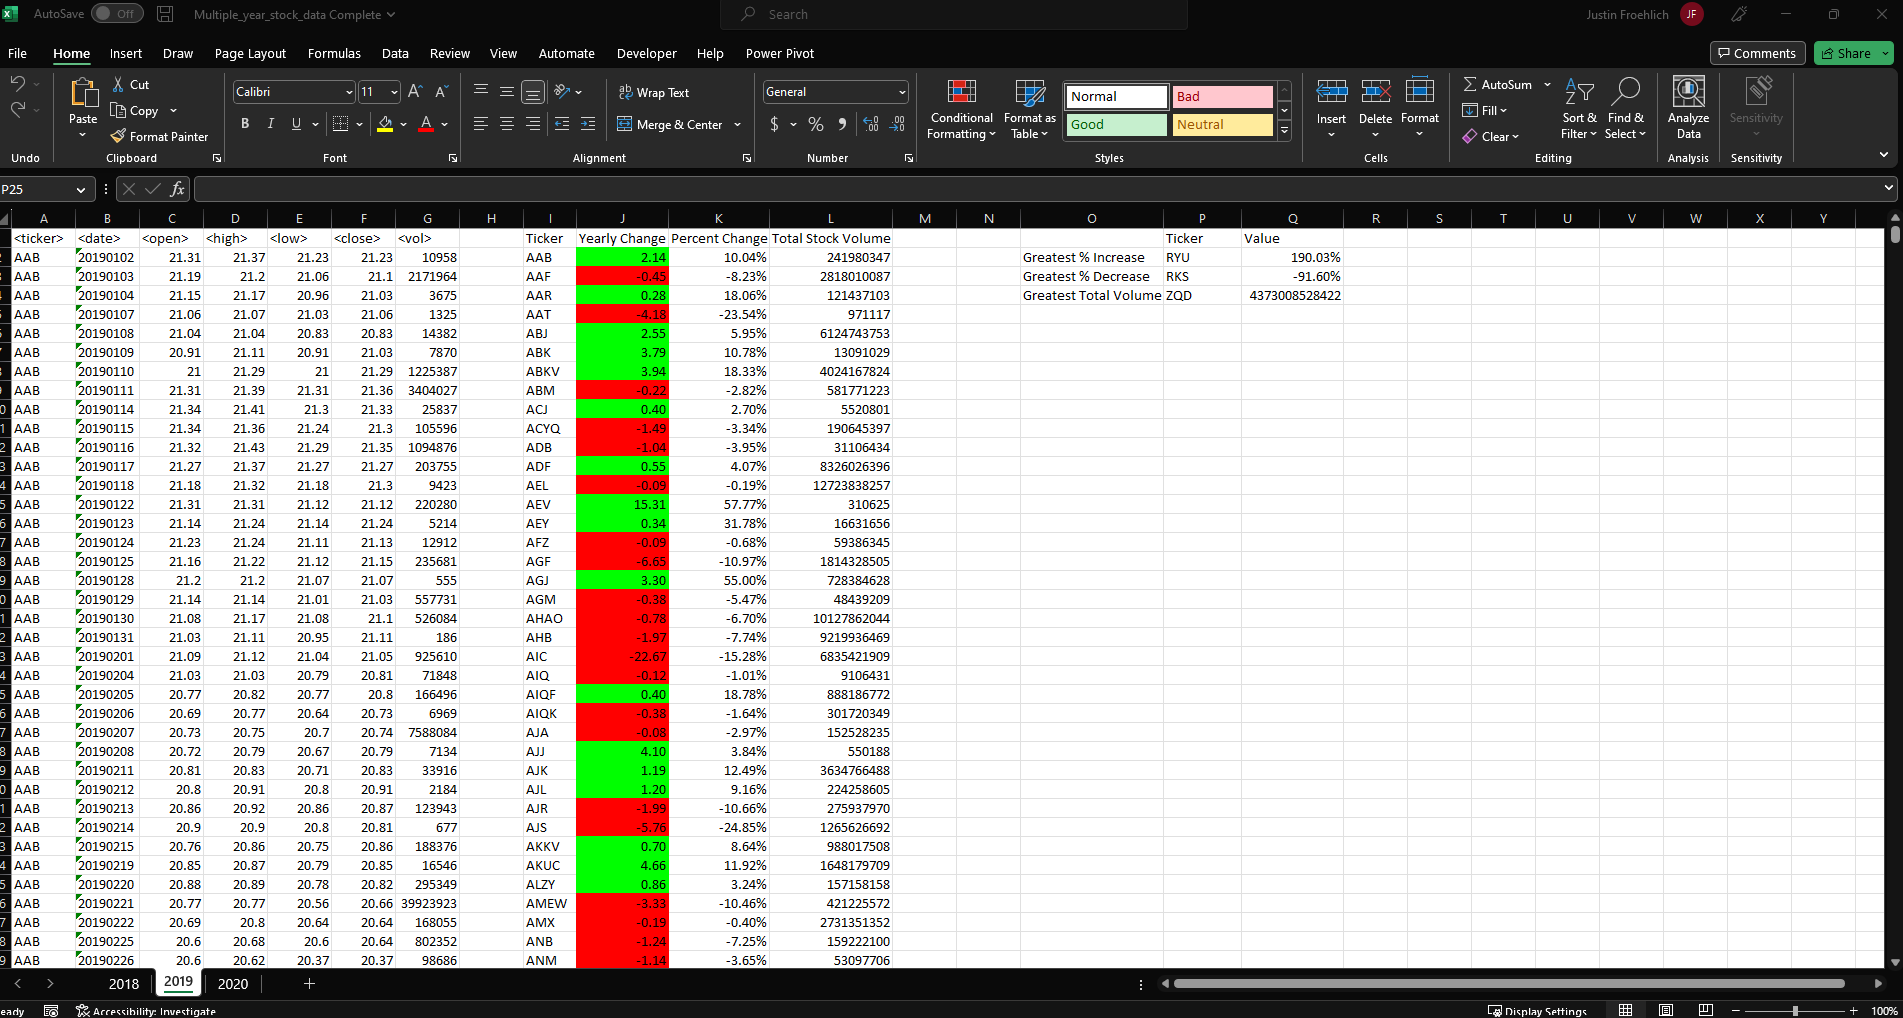 AutoSave Off Multiple_year_stock_data Complete Search Justin Froehlich JF
File Home Insert Draw Page Layout Formulas Data Review View Automate Developer Help Power Pivot Comments Share
Paste Cut Copy Format Painter
Calibri 11 B I U
Wrap Text Merge & Center
General $ %
Conditional Formatting Format as Table
Normal Bad Good Neutral
Insert Delete Format
AutoSum Fill Clear Sort & Filter Find & Select
Analyze Data Sensitivity
Undo Clipboard Font Alignment Number Styles Cells Editing Analysis Sensitivity
P25 fx
A B C D E F G H I J K L M N O P Q R S T U V W X Y
<ticker> <date> <open> <high> <low> <close> <vol> Ticker Yearly Change Percent Change Total Stock Volume Ticker Value
AAB 20190102 21.31 21.37 21.23 21.23 10958 AAB 2.14 10.04% 241980347 Greatest % Increase RYU 190.03%
AAB 20190103 21.19 21.2 21.06 21.1 2171964 AAF -0.45 -8.23% 2818010087 Greatest % Decrease RKS -91.60%
AAB 20190104 21.15 21.17 20.96 21.03 3675 AAR 0.28 18.06% 121437103 Greatest Total Volume ZQD 4373008528422
AAB 20190107 21.06 21.07 21.03 21.06 1325 AAT -4.18 -23.54% 971117
AAB 20190108 21.04 21.04 20.83 20.83 14382 ABJ 2.55 5.95% 6124743753
AAB 20190109 20.91 21.11 20.91 21.03 7870 ABK 3.79 10.78% 13091029
AAB 20190110 21 21.29 21 21.29 1225387 ABKV 3.94 18.33% 4024167824
AAB 20190111 21.31 21.39 21.31 21.36 3404027 ABM -0.22 -2.82% 581771223
AAB 20190114 21.34 21.41 21.3 21.33 25837 ACJ 0.40 2.70% 5520801
AAB 20190115 21.34 21.36 21.24 21.3 105596 ACYQ -1.49 -3.34% 190645397
AAB 20190116 21.32 21.43 21.29 21.35 1094876 ADB -1.04 -3.95% 31106434
AAB 20190117 21.27 21.37 21.27 21.27 203755 ADF 0.55 4.07% 8326026396
AAB 20190118 21.18 21.32 21.18 21.3 9423 AEL -0.09 -0.19% 12723838257
AAB 20190122 21.31 21.31 21.12 21.12 220280 AEV 15.31 57.77% 310625
AAB 20190123 21.14 21.24 21.14 21.24 5214 AEY 0.34 31.78% 16631656
AAB 20190124 21.23 21.24 21.11 21.13 12912 AFZ -0.09 -0.68% 59386345
AAB 20190125 21.16 21.22 21.12 21.15 235681 AGF -6.65 -10.97% 1814328505
AAB 20190128 21.2 21.2 21.07 21.07 555 AGJ 3.30 55.00% 728384628
AAB 20190129 21.14 21.14 21.01 21.03 557731 AGM -0.38 -5.47% 48439209
AAB 20190130 21.08 21.17 21.08 21.1 526084 AHAO -0.78 -6.70% 10127862044
AAB 20190131 21.03 21.11 20.95 21.11 186 AHB -1.97 -7.74% 9219936469
AAB 20190201 21.09 21.12 21.04 21.05 925610 AIC -22.67 -15.28% 6835421909
AAB 20190204 21.03 21.03 20.79 20.81 71848 AIQ -0.12 -1.01% 9106431
AAB 20190205 20.77 20.82 20.77 20.8 166496 AIQF 0.40 18.78% 888186772
AAB 20190206 20.69 20.77 20.64 20.73 6969 AIQK -0.38 -1.64% 301720349
AAB 20190207 20.73 20.75 20.7 20.74 7588084 AJA -0.08 -2.97% 152528235
AAB 20190208 20.72 20.79 20.67 20.79 7134 AJJ 4.10 3.84% 550188
AAB 20190211 20.81 20.83 20.71 20.83 33916 AJK 1.19 12.49% 3634766488
AAB 20190212 20.8 20.91 20.8 20.91 2184 AJL 1.20 9.16% 224258605
AAB 20190213 20.86 20.92 20.86 20.87 123943 AJR -1.99 -10.66% 275937970
AAB 20190214 20.9 20.9 20.8 20.81 677 AJS -5.76 -24.85% 1265626692
AAB 20190215 20.76 20.86 20.75 20.86 188376 AKKV 0.70 8.64% 988017508
AAB 20190219 20.85 20.87 20.79 20.85 16546 AKUC 4.66 11.92% 1648179709
AAB 20190220 20.88 20.89 20.78 20.82 295349 ALZY 0.86 3.24% 157158158
AAB 20190221 20.77 20.77 20.56 20.66 39923923 AMEW -3.33 -10.46% 421225572
AAB 20190222 20.69 20.8 20.64 20.64 168055 AMX -0.19 -0.40% 2731351352
AAB 20190225 20.6 20.68 20.6 20.64 802352 ANB -1.24 -7.25% 159222100
AAB 20190226 20.6 20.62 20.37 20.37 98686 ANM -1.14 -3.65% 53097706
2018 2019 2020
eady Accessibility: Investigate Display Settings 100%